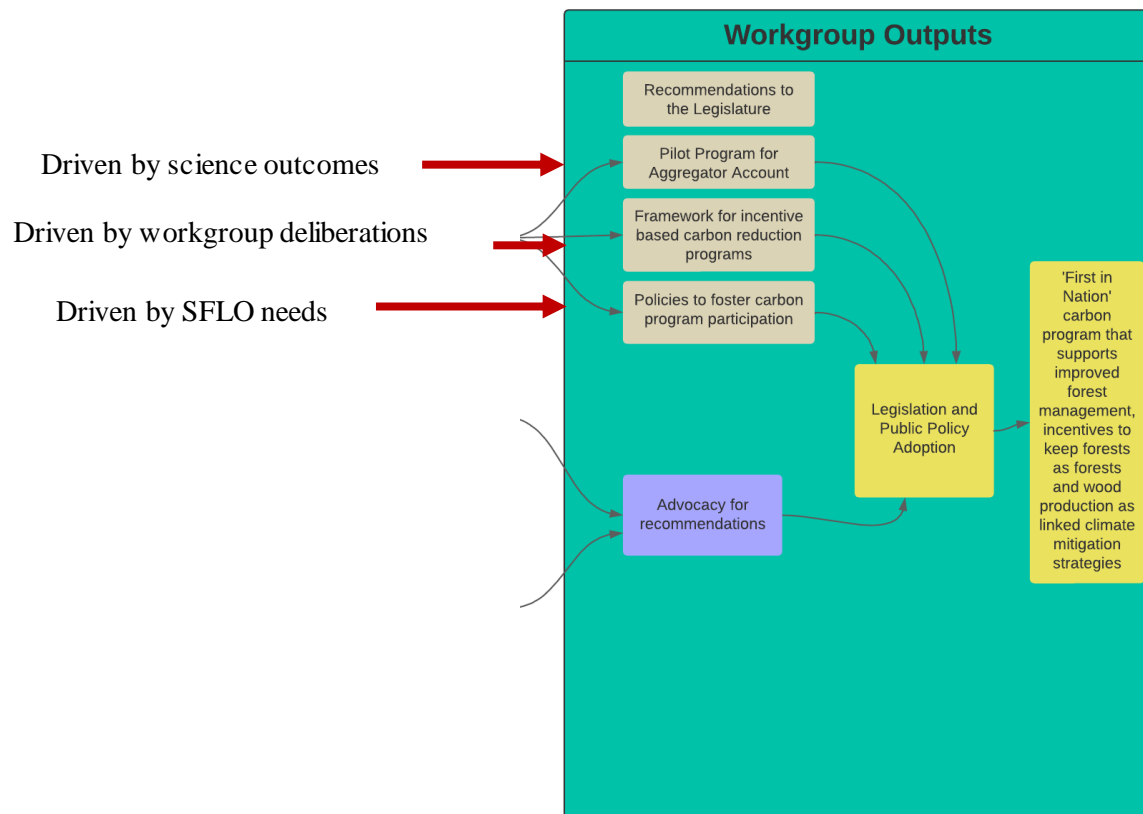 Workgroup Outputs
Recommendations to
the Legislature
Driven by science outcomes
Pilot Program for
Aggregator Account
Driven by workgroup deliberations
Framework for incentive
based carbon reduction
programs
Driven by SFLO needs
Policies to foster carbon
program participation
Legislation and
Public Policy
Adoption
'First in
Nation'
carbon
program that
supports
improved
forest
management,
incentives to
keep forests
as forests
and wood
production as
linked climate
mitigation
strategies
Advocacy for
recommendations